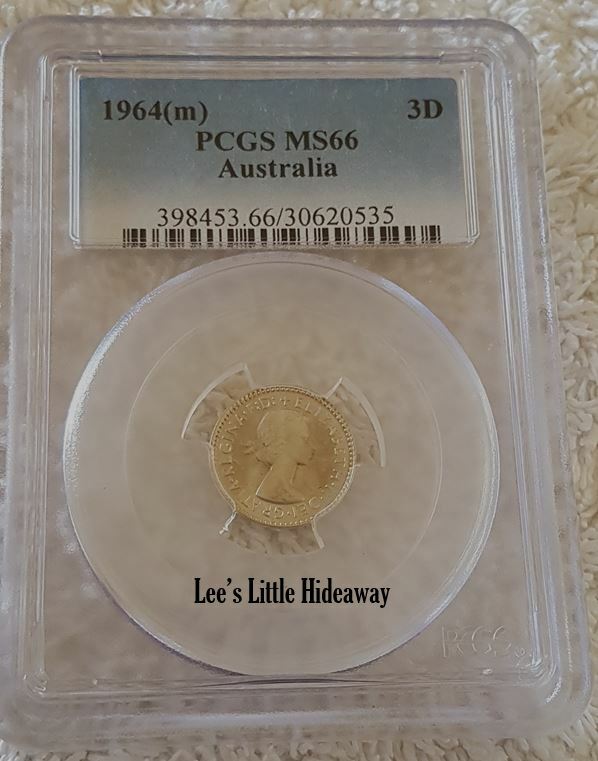 1964(m) 3D
PCGS MS66
Australia
398453.66/30620535
ELIZABETH·II·DEI·GRATIA·REGINA·F:D:+
Lee's Little Hideaway
PCGS